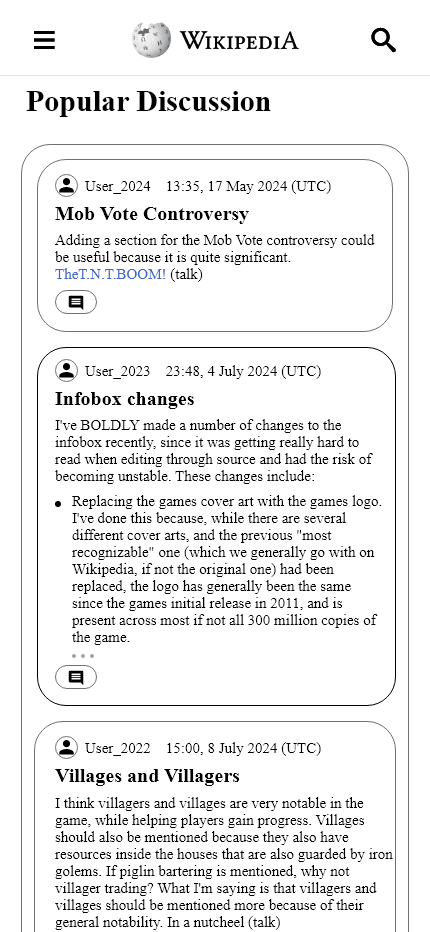 WIKIPEDIA
Popular Discussion
User_2024 13:35, 17 May 2024 (UTC)
Mob Vote Controversy
Adding a section for the Mob Vote controversy could
be useful because it is quite significant.
TheT.N.T.BOOM! (talk)
User_2023 23:48, 4 July 2024 (UTC)
Infobox changes
I've BOLDLY made a number of changes to the
infobox recently, since it was getting really hard to
read when editing through source and had the risk of
becoming unstable. These changes include:
• Replacing the games cover art with the games logo.
I've done this because, while there are several
different cover arts, and the previous "most
recognizable" one (which we generally go with on
Wikipedia, if not the original one) had been
replaced, the logo has generally been the same
since the games initial release in 2011, and is
present across most if not all 300 million copies of
the game.
User_2022 15:00, 8 July 2024 (UTC)
Villages and Villagers
I think villagers and villages are very notable in the
game, while helping players gain progress. Villages
should also be mentioned because they also have
resources inside the houses that are also guarded by iron
golems. If piglin bartering is mentioned, why not
villager trading? What I'm saying is that villagers and
villages should be mentioned more because of their
general notability. In a nutcheel (talk)